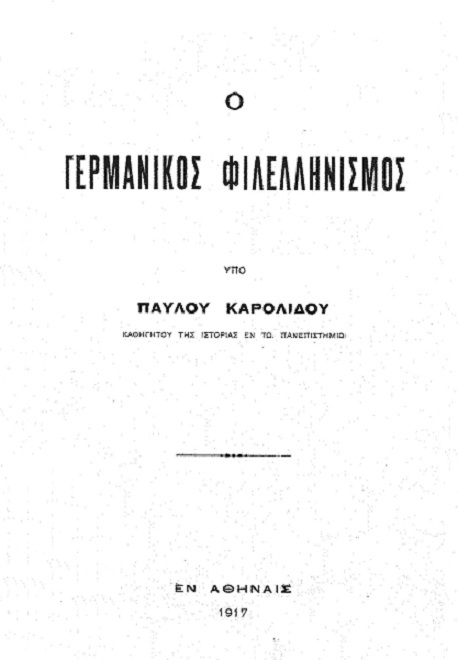 Ο
ΓΕΡΜΑΝΙΚΟΣ ΦΙΛΕΛΛΗΝΙΣΜΟΣ
ΥΠΟ
ΠΑΥΛΟΥ ΚΑΡΟΛΙΔΟΥ
ΚΑΘΗΓΗΤΟΥ ΤΗΣ ΙΣΤΟΡΙΑΣ ΕΝ ΤΩ ΠΑΝΕΠΙΣΤΗΜΙΩ
ΕΝ ΑΘΗΝΑΙΣ
1917